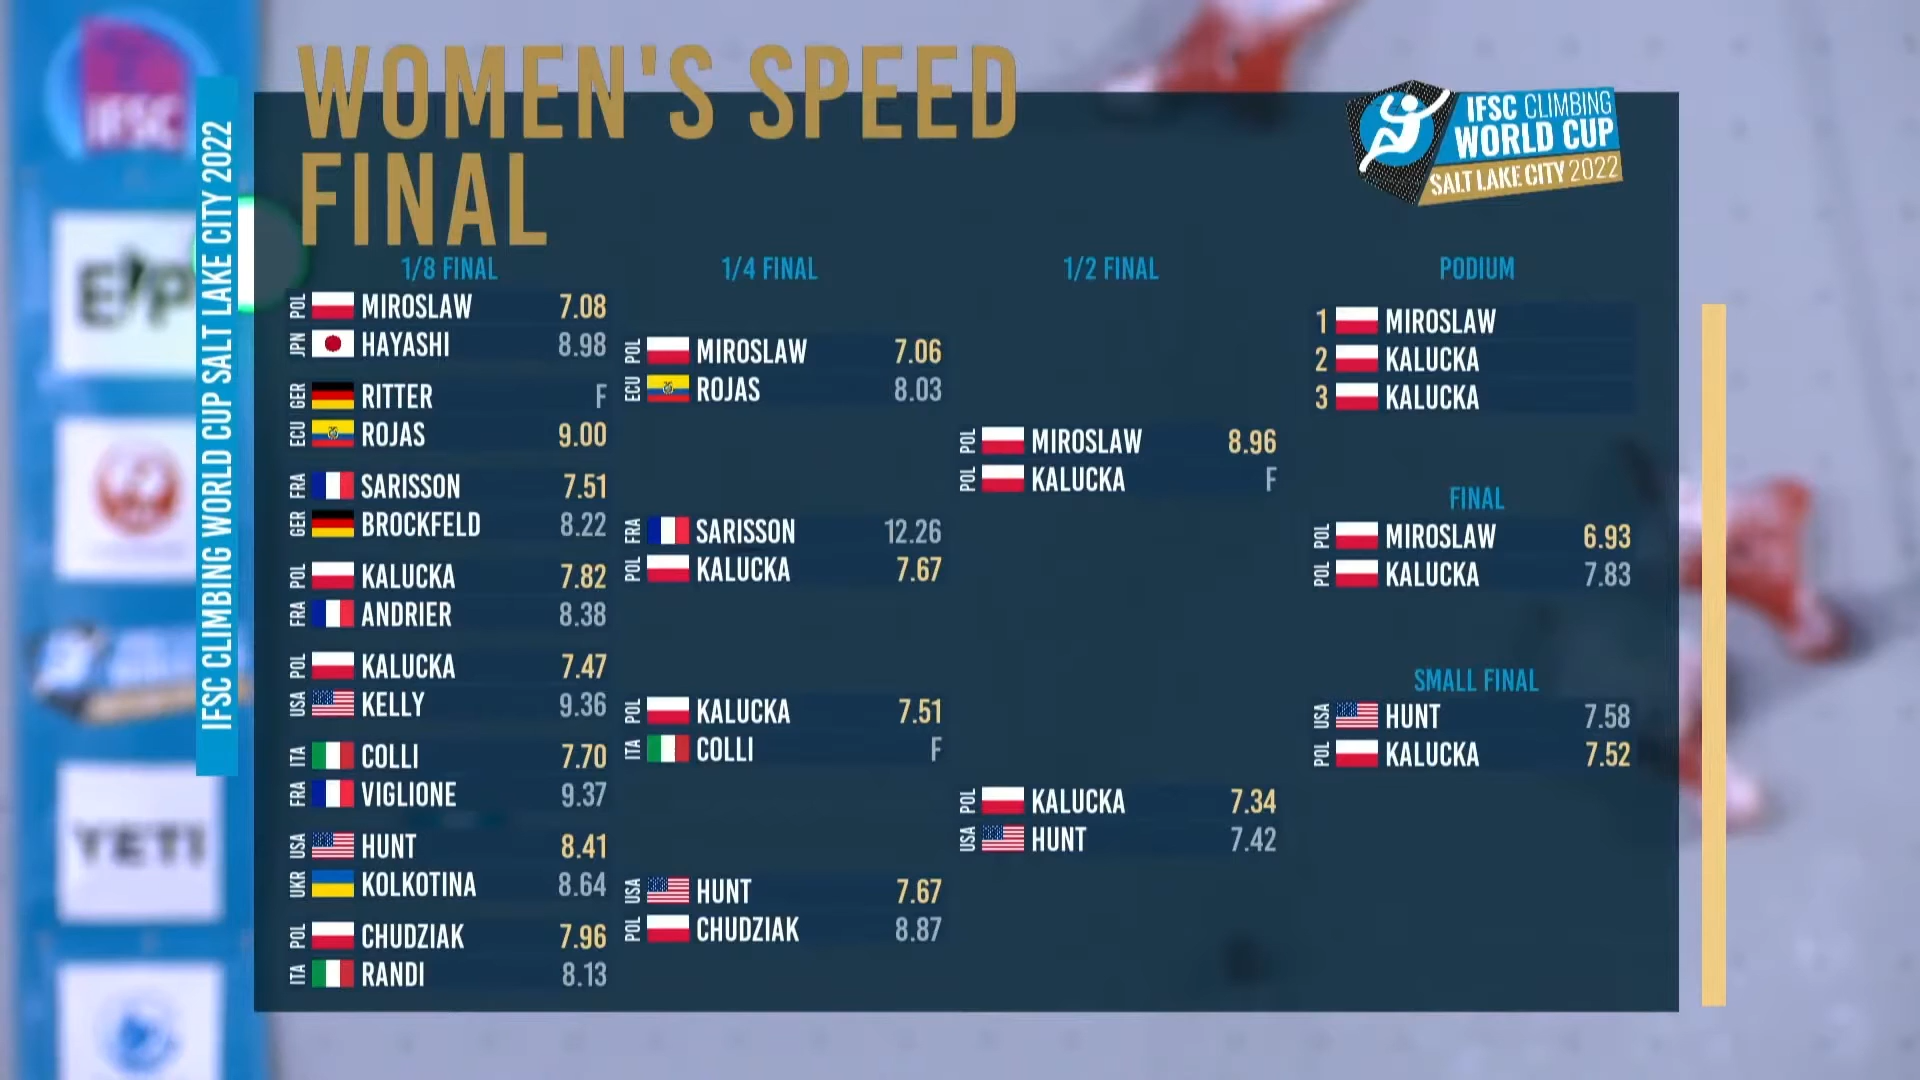 WOMEN'S SPEED
FINAL
IFSC CLIMBING
WORLD CUP
SALT LAKE CITY 2022
IFSC CLIMBING WORLD CUP SALT LAKE CITY 2022
IFSC
1/8 FINAL
POL MIROSLAW 7.08
JPN HAYASHI 8.98
GER RITTER F
ECU ROJAS 9.00
FRA SARISSON 7.51
GER BROCKFELD 8.22
POL KALUCKA 7.82
FRA ANDRIER 8.38
POL KALUCKA 7.47
USA KELLY 9.36
ITA COLLI 7.70
FRA VIGLIONE 9.37
USA HUNT 8.41
UKR KOLKOTINA 8.64
POL CHUDZIAK 7.96
ITA RANDI 8.13
1/4 FINAL
POL MIROSLAW 7.06
ECU ROJAS 8.03
FRA SARISSON 12.26
POL KALUCKA 7.67
POL KALUCKA 7.51
ITA COLLI F
USA HUNT 7.67
POL CHUDZIAK 8.87
1/2 FINAL
POL MIROSLAW 8.96
POL KALUCKA F
POL KALUCKA 7.34
USA HUNT 7.42
PODIUM
1 MIROSLAW
2 KALUCKA
3 KALUCKA
FINAL
POL MIROSLAW 6.93
POL KALUCKA 7.83
SMALL FINAL
USA HUNT 7.58
POL KALUCKA 7.52
YETI